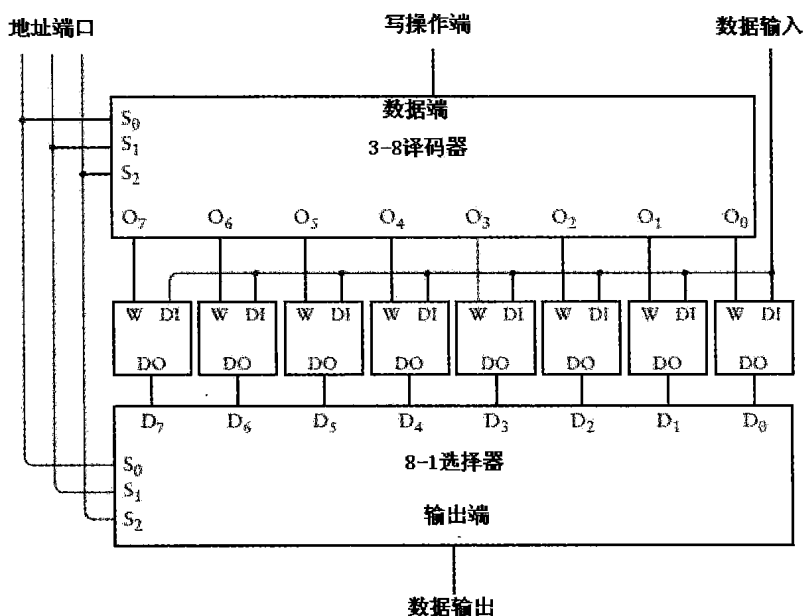 地址端口 写操作端 数据输入
数据端
S₀
3-8译码器
S₁
S₂
O₇ O₆ O₅ O₄ O₃ O₂ O₁ O₀
W DI W DI W DI W DI W DI W DI W DI W DI
DO DO DO DO DO DO DO DO
D₇ D₆ D₅ D₄ D₃ D₂ D₁ D₀
S₀
8-1选择器
S₁
S₂
输出端
数据输出